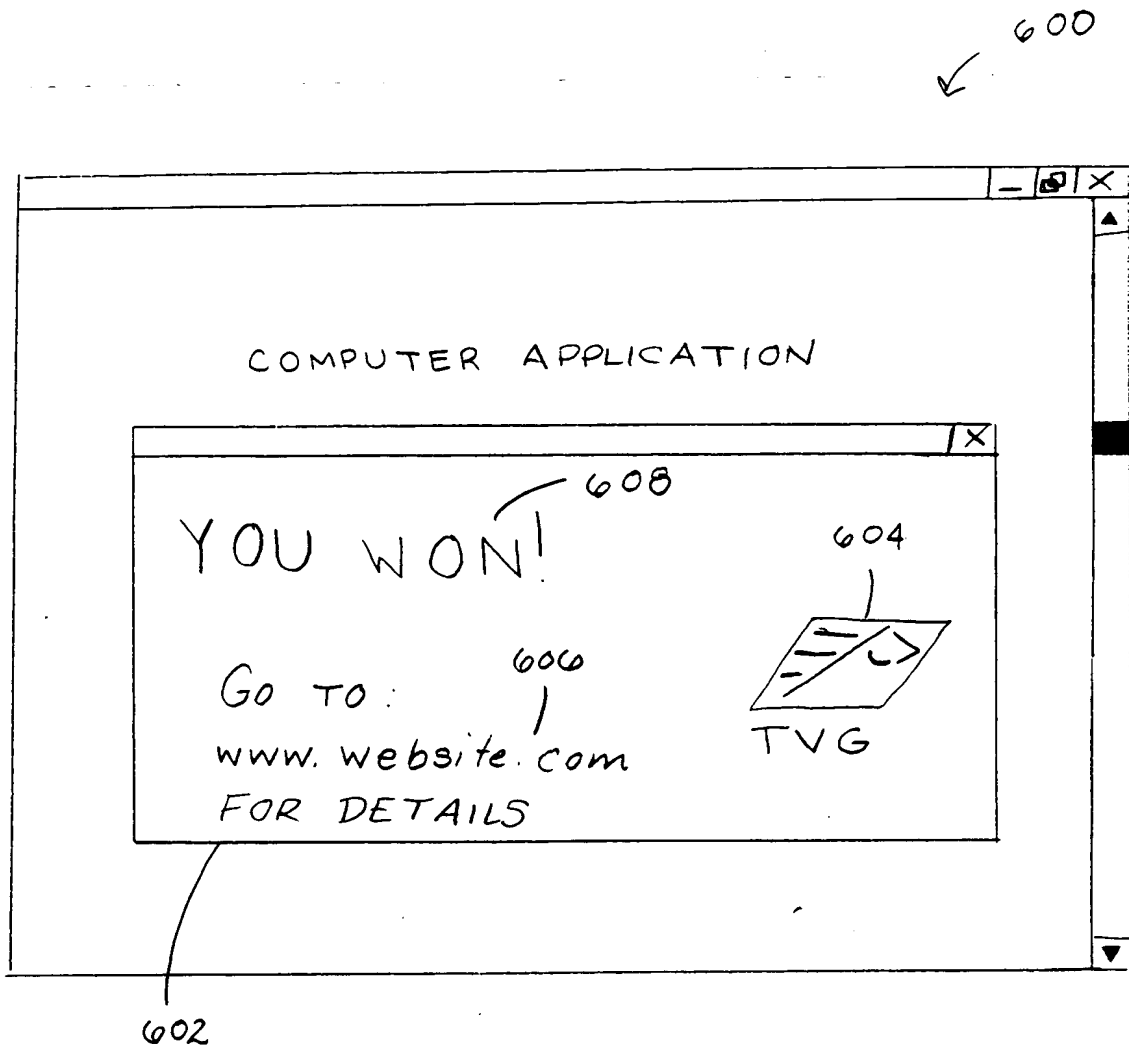 600
COMPUTER APPLICATION
608
YOU WON!
604
606
GO TO:
www.website.com
TVG
FOR DETAILS
602